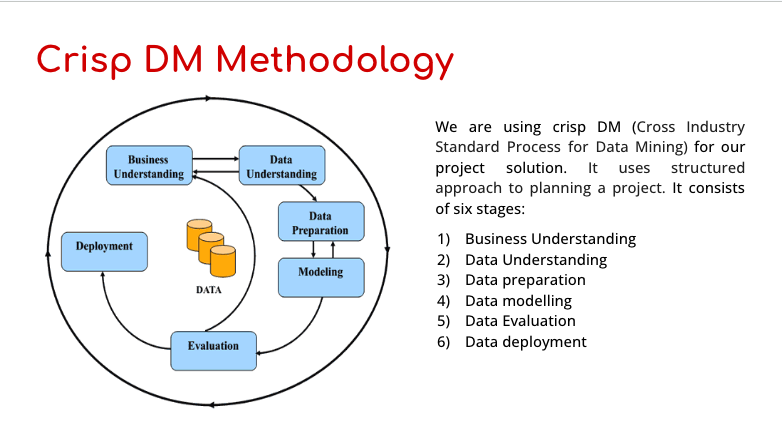 Crisp DM Methodology
Business
Understanding
Data
Understanding
Data
Preparation
Modeling
Evaluation
Deployment
DATA
We are using crisp DM (Cross Industry
Standard Process for Data Mining) for our
project solution. It uses structured
approach to planning a project. It consists
of six stages:
1) Business Understanding
2) Data Understanding
3) Data preparation
4) Data modelling
5) Data Evaluation
6) Data deployment